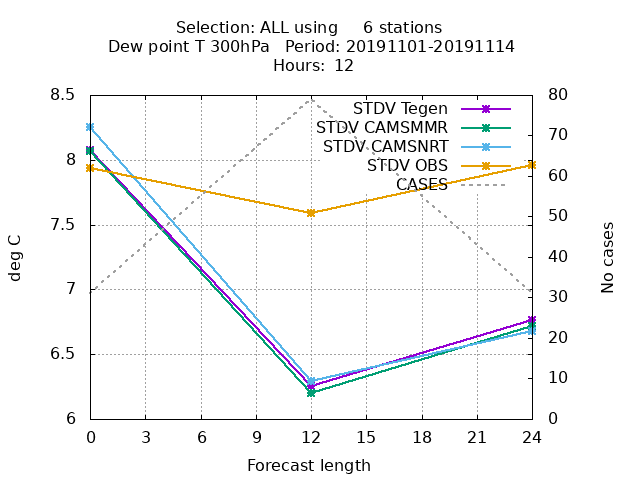 Selection: ALL using     6 stations
Dew point T 300hPa   Period: 20191101-20191114
Hours: 12
STDV Tegen
STDV CAMSMMR
STDV CAMSNRT
STDV OBS
CASES
8.5
8
7.5
7
6.5
6
deg C
80
70
60
50
40
30
20
10
0
No cases
0 3 6 9 12 15 18 21 24
Forecast length